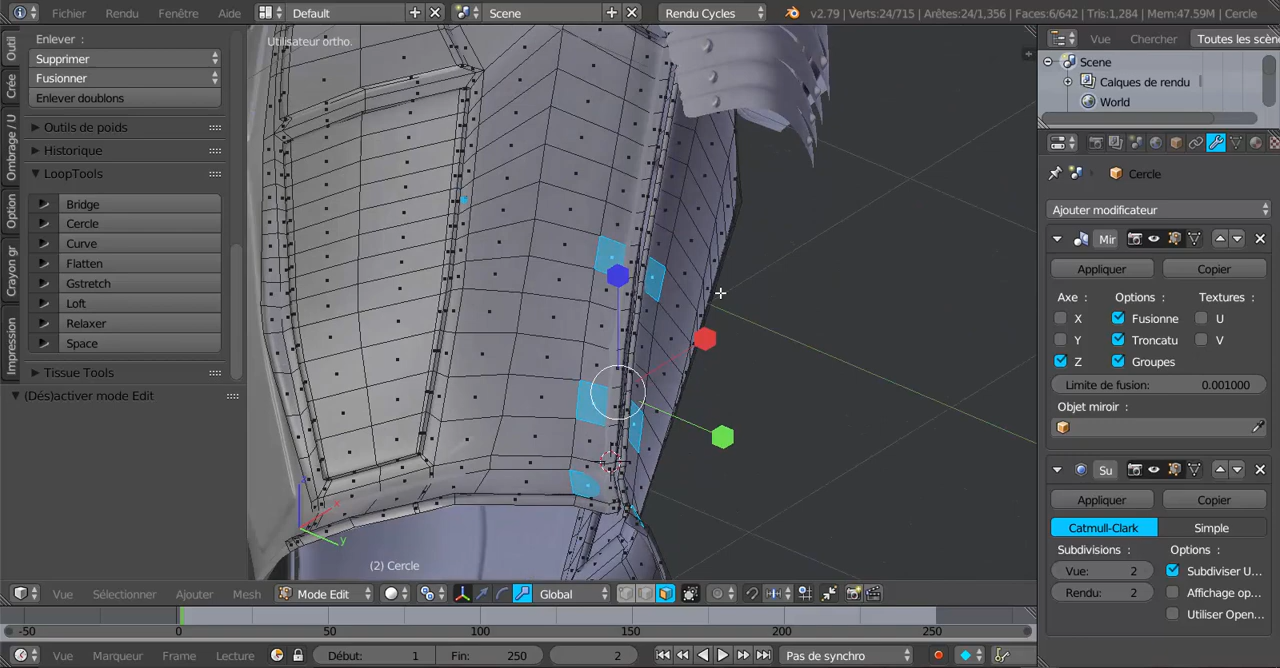 Fichier Rendu Fenêtre Aide Default Scene Rendu Cycles v2.79 | Verts:24/715 | Arêtes:24/1,356 | Faces:6/642 | Tris:1,284 | Mem:47.59M | Cercle
Outil
Crée
Ombrage / U
Option
Crayon gr
Impression
Enlever :
Supprimer
Fusionner
Enlever doublons
Outils de poids
Historique
LoopTools
Bridge
Cercle
Curve
Flatten
Gstretch
Loft
Relaxer
Space
Tissue Tools
(Dés)activer mode Edit
Utilisateur ortho.
z
x
y
(2) Cercle
Vue Chercher Toutes les scèn
Scene
Calques de rendu
World
Cercle
Ajouter modificateur
Mir
Appliquer Copier
Axe : Options : Textures :
X Fusionne U
Y Troncatu V
Z Groupes
Limite de fusion: 0.001000
Objet miroir :
Su
Appliquer Copier
Catmull-Clark Simple
Subdivisions : Options :
Vue: 2 Subdiviser U...
Rendu: 2 Affichage op...
Utiliser Open...
Vue Sélectionner Ajouter Mesh Mode Edit Global
-50 0 50 100 150 200 250
Vue Marqueur Frame Lecture Début: 1 Fin: 250 2 Pas de synchro